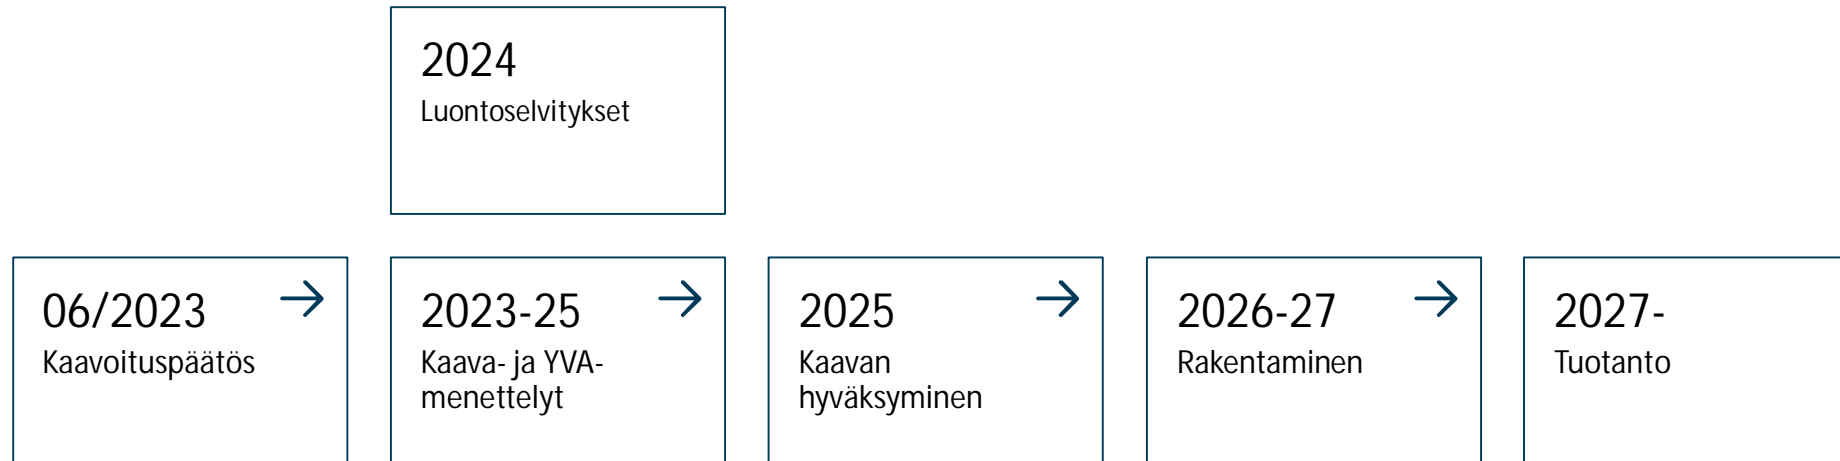 2024
Luontoselvitykset
06/2023
Kaavoituspäätös
2023-25
Kaava- ja YVA-
menettelyt
2025
Kaavan
hyväksyminen
2026-27
Rakentaminen
2027-
Tuotanto